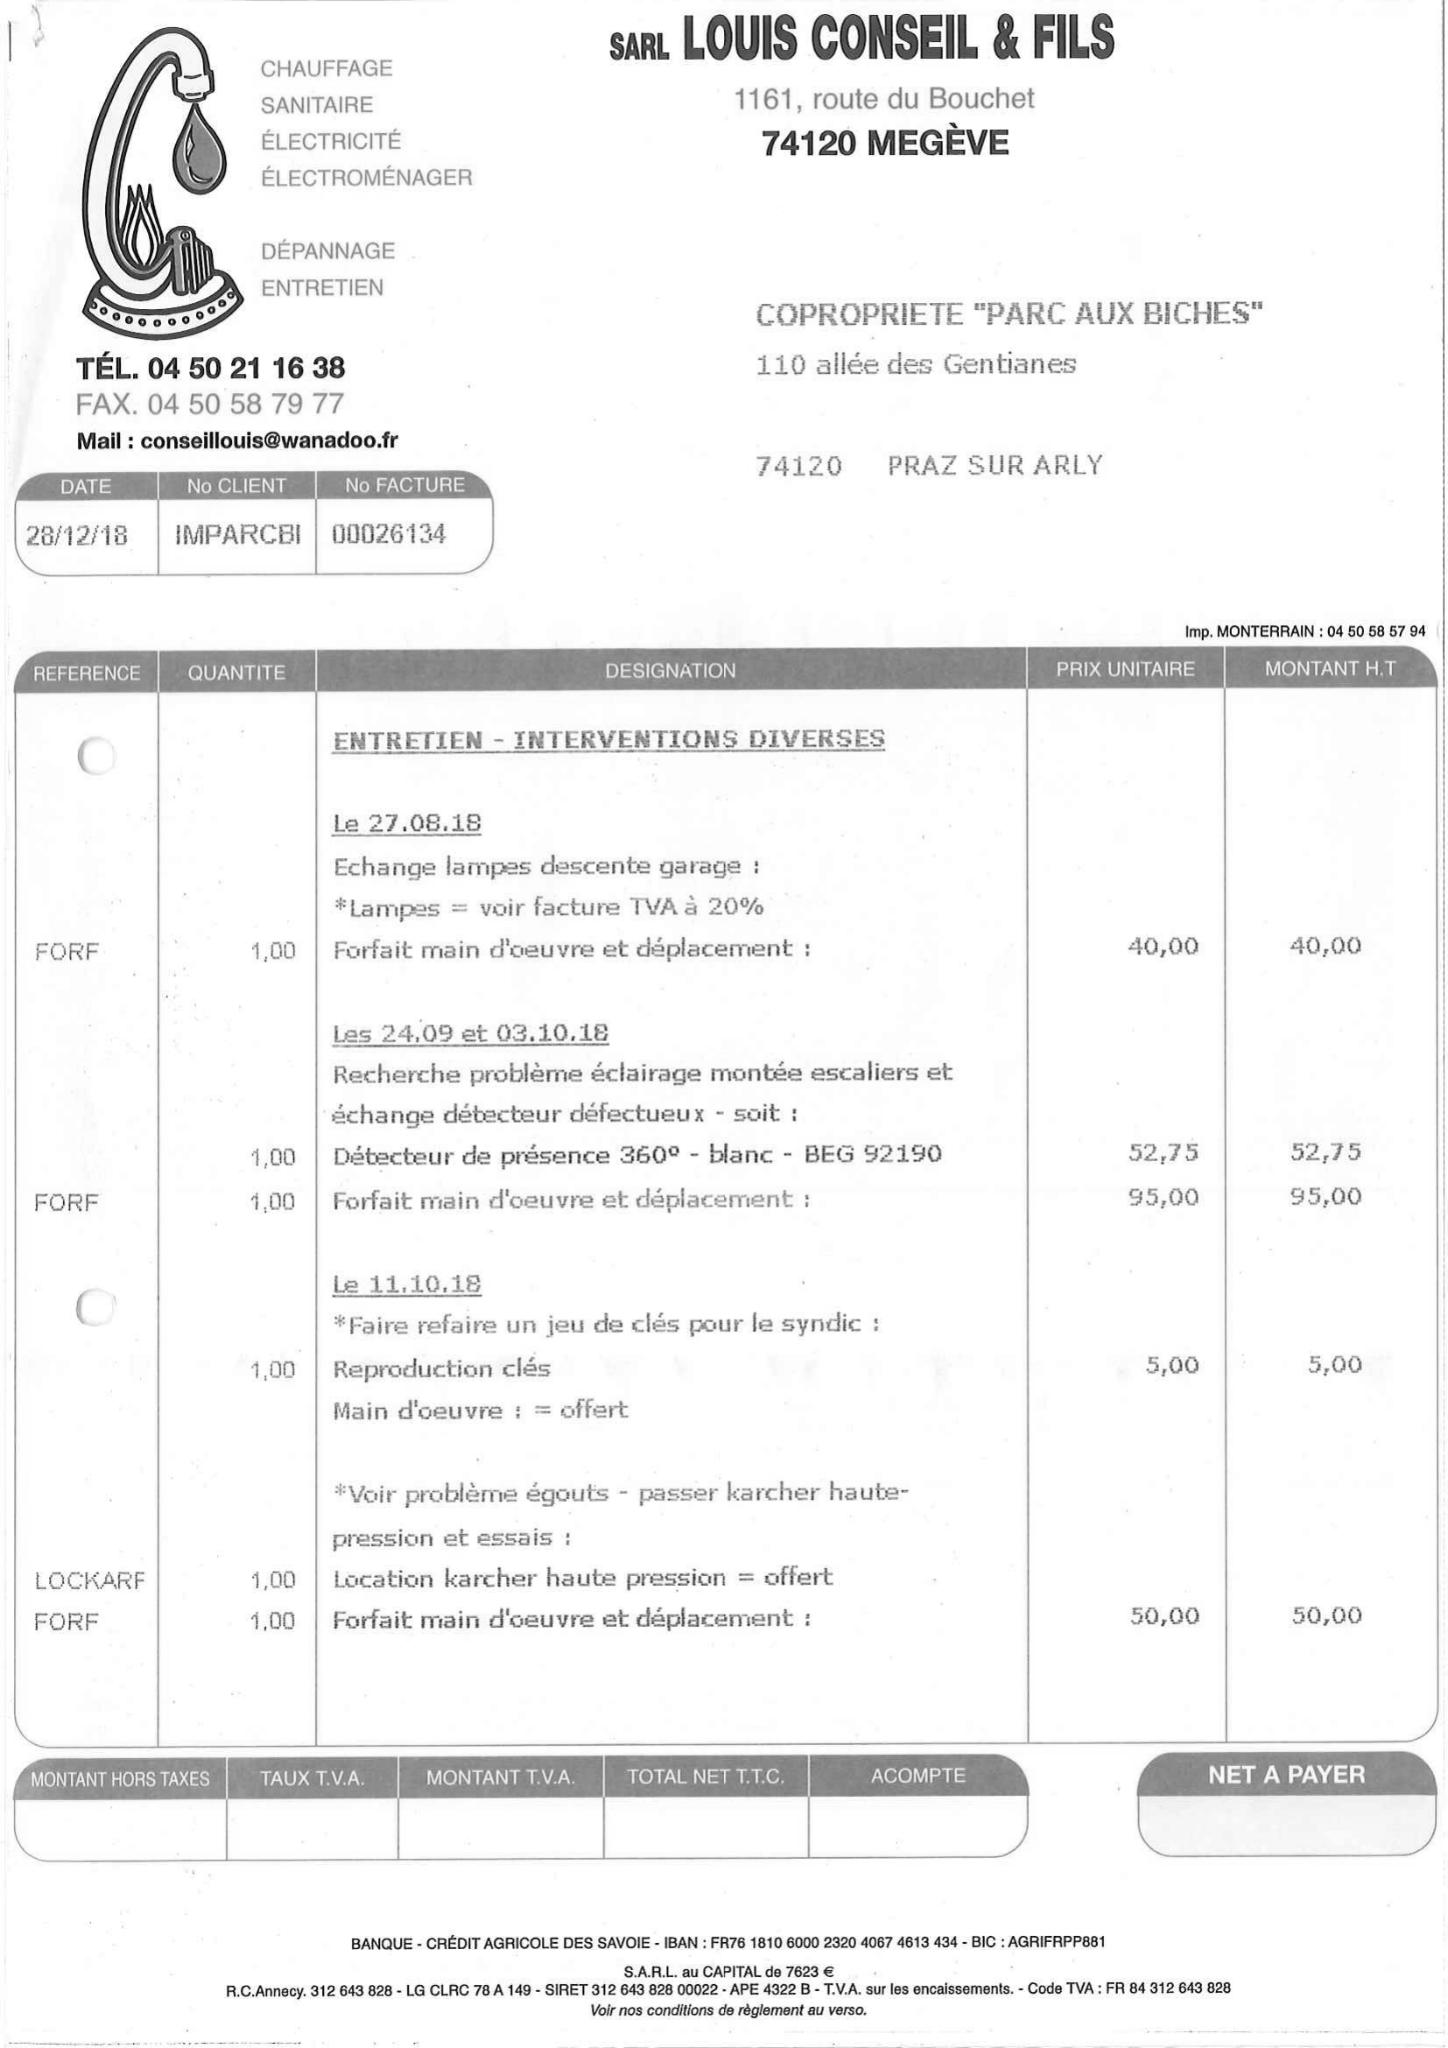 SARL LOUIS CONSEIL & FILS
1161, route du Bouchet
74120 MEGÈVE
CHAUFFAGE
SANITAIRE
ÉLECTRICITÉ
ÉLECTROMÉNAGER
DÉPANNAGE
ENTRETIEN
TÉL. 04 50 21 16 38
FAX. 04 50 58 79 77
Mail : conseillouis@wanadoo.fr
COPROPRIETE "PARC AUX BICHES"
110 allée des Gentianes
74120 PRAZ SUR ARLY
DATE No CLIENT No FACTURE
28/12/18 IMPARCBI 00026134
Imp. MONTERRAIN : 04 50 58 57 94
REFERENCE QUANTITE DESIGNATION PRIX UNITAIRE MONTANT H.T
ENTRETIEN - INTERVENTIONS DIVERSES
Le 27.08.18
Echange lampes descente garage :
*Lampes = voir facture TVA à 20%
FORF 1,00 Forfait main d'oeuvre et déplacement : 40,00 40,00
Les 24.09 et 03.10.18
Recherche problème éclairage montée escaliers et
échange détecteur défectueux - soit :
1,00 Détecteur de présence 360º - blanc - BEG 92190 52,75 52,75
FORF 1,00 Forfait main d'oeuvre et déplacement : 95,00 95,00
Le 11.10.18
*Faire refaire un jeu de clés pour le syndic :
1,00 Reproduction clés 5,00 5,00
Main d'oeuvre : = offert
*Voir problème égouts - passer karcher haute-
pression et essais :
LOCKARF 1,00 Location karcher haute pression = offert
FORF 1,00 Forfait main d'oeuvre et déplacement : 50,00 50,00
MONTANT HORS TAXES TAUX T.V.A. MONTANT T.V.A. TOTAL NET T.T.C. ACOMPTE NET A PAYER
BANQUE - CRÉDIT AGRICOLE DES SAVOIE - IBAN : FR76 1810 6000 2320 4067 4613 434 - BIC : AGRIFRPP881
S.A.R.L. au CAPITAL de 7623 €
R.C.Annecy. 312 643 828 - LG CLRC 78 A 149 - SIRET 312 643 828 00022 - APE 4322 B - T.V.A. sur les encaissements. - Code TVA : FR 84 312 643 828
Voir nos conditions de règlement au verso.